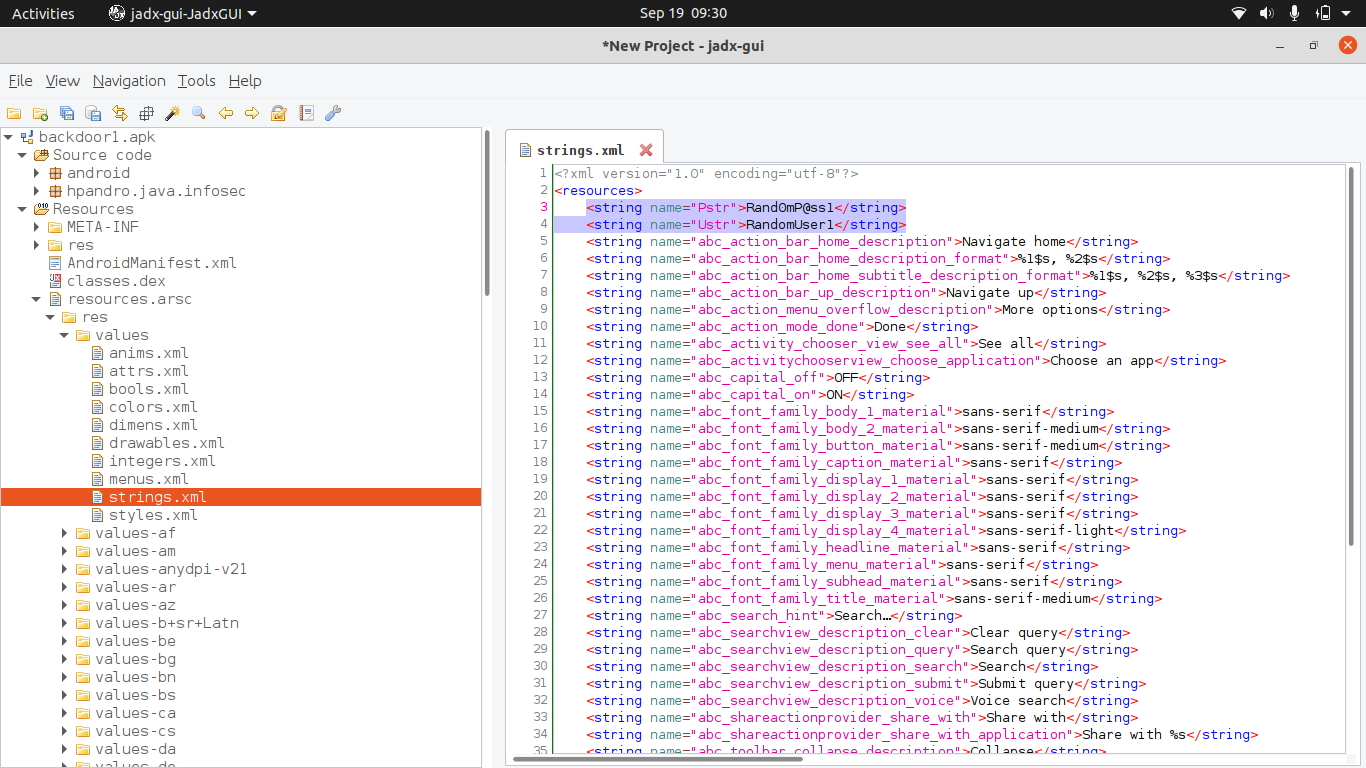 Activities jadx-gui-JadxGUI Sep 19 09:30
*New Project - jadx-gui
File View Navigation Tools Help
backdoor1.apk
Source code
android
hpandro.java.infosec
Resources
META-INF
res
AndroidManifest.xml
classes.dex
resources.arsc
res
values
anims.xml
attrs.xml
bools.xml
colors.xml
dimens.xml
drawables.xml
integers.xml
menus.xml
strings.xml
styles.xml
values-af
values-am
values-anydpi-v21
values-ar
values-az
values-b+sr+Latn
values-be
values-bg
values-bn
values-bs
values-ca
values-cs
values-da
values-de
strings.xml
1 <?xml version="1.0" encoding="utf-8"?>
2 <resources>
3 <string name="Pstr">Rand0mP@ss1</string>
4 <string name="Ustr">RandomUser1</string>
5 <string name="abc_action_bar_home_description">Navigate home</string>
6 <string name="abc_action_bar_home_description_format">%1$s, %2$s</string>
7 <string name="abc_action_bar_home_subtitle_description_format">%1$s, %2$s, %3$s</string>
8 <string name="abc_action_bar_up_description">Navigate up</string>
9 <string name="abc_action_menu_overflow_description">More options</string>
10 <string name="abc_action_mode_done">Done</string>
11 <string name="abc_activity_chooser_view_see_all">See all</string>
12 <string name="abc_activitychooserview_choose_application">Choose an app</string>
13 <string name="abc_capital_off">OFF</string>
14 <string name="abc_capital_on">ON</string>
15 <string name="abc_font_family_body_1_material">sans-serif</string>
16 <string name="abc_font_family_body_2_material">sans-serif-medium</string>
17 <string name="abc_font_family_button_material">sans-serif-medium</string>
18 <string name="abc_font_family_caption_material">sans-serif</string>
19 <string name="abc_font_family_display_1_material">sans-serif</string>
20 <string name="abc_font_family_display_2_material">sans-serif</string>
21 <string name="abc_font_family_display_3_material">sans-serif</string>
22 <string name="abc_font_family_display_4_material">sans-serif-light</string>
23 <string name="abc_font_family_headline_material">sans-serif</string>
24 <string name="abc_font_family_menu_material">sans-serif</string>
25 <string name="abc_font_family_subhead_material">sans-serif</string>
26 <string name="abc_font_family_title_material">sans-serif-medium</string>
27 <string name="abc_search_hint">Search…</string>
28 <string name="abc_searchview_description_clear">Clear query</string>
29 <string name="abc_searchview_description_query">Search query</string>
30 <string name="abc_searchview_description_search">Search</string>
31 <string name="abc_searchview_description_submit">Submit query</string>
32 <string name="abc_searchview_description_voice">Voice search</string>
33 <string name="abc_shareactionprovider_share_with">Share with</string>
34 <string name="abc_shareactionprovider_share_with_application">Share with %s</string>
35 <string name="abc_toolbar_collapse_description">Collapse</string>